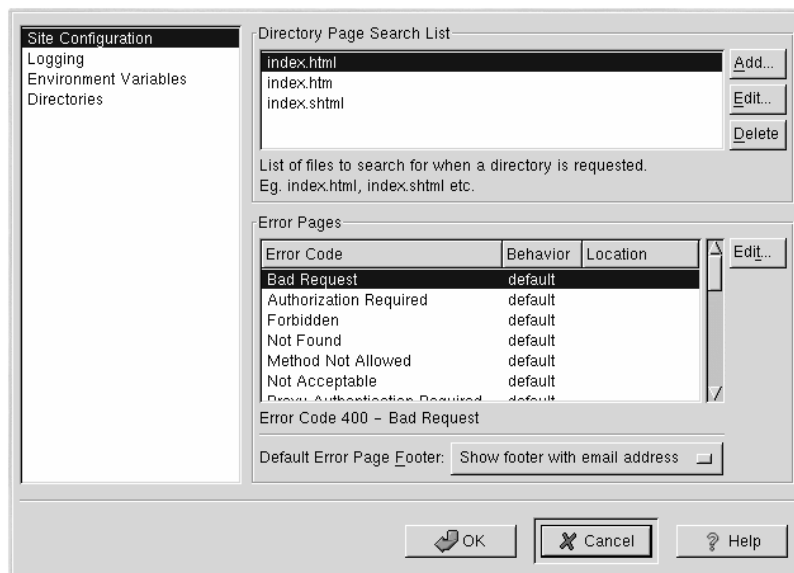 Site Configuration
Logging
Environment Variables
Directories
Directory Page Search List
index.html
index.htm
index.shtml
Add...
Edit...
Delete
List of files to search for when a directory is requested.
Eg. index.html, index.shtml etc.
Error Pages
Error Code Behavior Location
Bad Request default
Authorization Required default
Forbidden default
Not Found default
Method Not Allowed default
Not Acceptable default
Proxy Authentication Required default
Edit...
Error Code 400 – Bad Request
Default Error Page Footer: Show footer with email address
OK Cancel Help